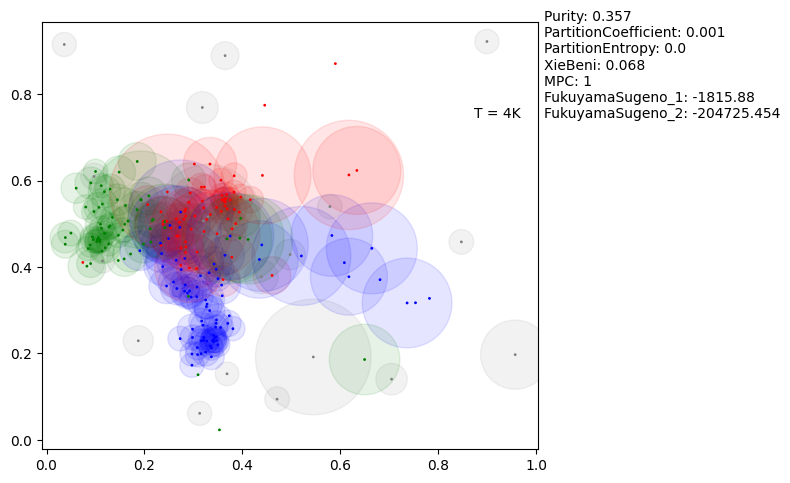 Purity: 0.357
PartitionCoefficient: 0.001
PartitionEntropy: 0.0
XieBeni: 0.068
MPC: 1
FukuyamaSugeno_1: -1815.88
FukuyamaSugeno_2: -204725.454
T = 4K
0.8
0.6
0.4
0.2
0.0
0.0 0.2 0.4 0.6 0.8 1.0